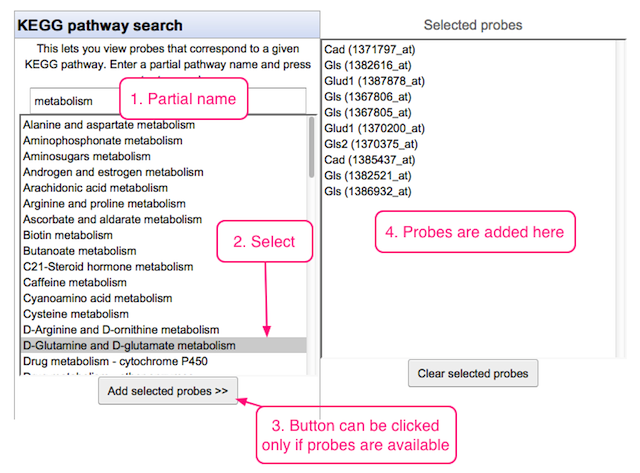 KEGG pathway search
This lets you view probes that correspond to a given
KEGG pathway. Enter a partial pathway name and press
metabolism
1. Partial name
Alanine and aspartate metabolism
Aminophosphonate metabolism
Aminosugars metabolism
Androgen and estrogen metabolism
Arachidonic acid metabolism
Arginine and proline metabolism
Ascorbate and aldarate metabolism
Biotin metabolism
Butanoate metabolism
C21-Steroid hormone metabolism
Caffeine metabolism
Cyanoamino acid metabolism
Cysteine metabolism
D-Arginine and D-ornithine metabolism
D-Glutamine and D-glutamate metabolism
Drug metabolism - cytochrome P450
2. Select
Add selected probes >>
3. Button can be clicked
only if probes are available
Selected probes
Cad (1371797_at)
Gls (1382616_at)
Glud1 (1387878_at)
Gls (1367806_at)
Gls (1367805_at)
Glud1 (1370200_at)
Gls2 (1370375_at)
Cad (1385437_at)
Gls (1382521_at)
Gls (1386932_at)
4. Probes are added here
Clear selected probes